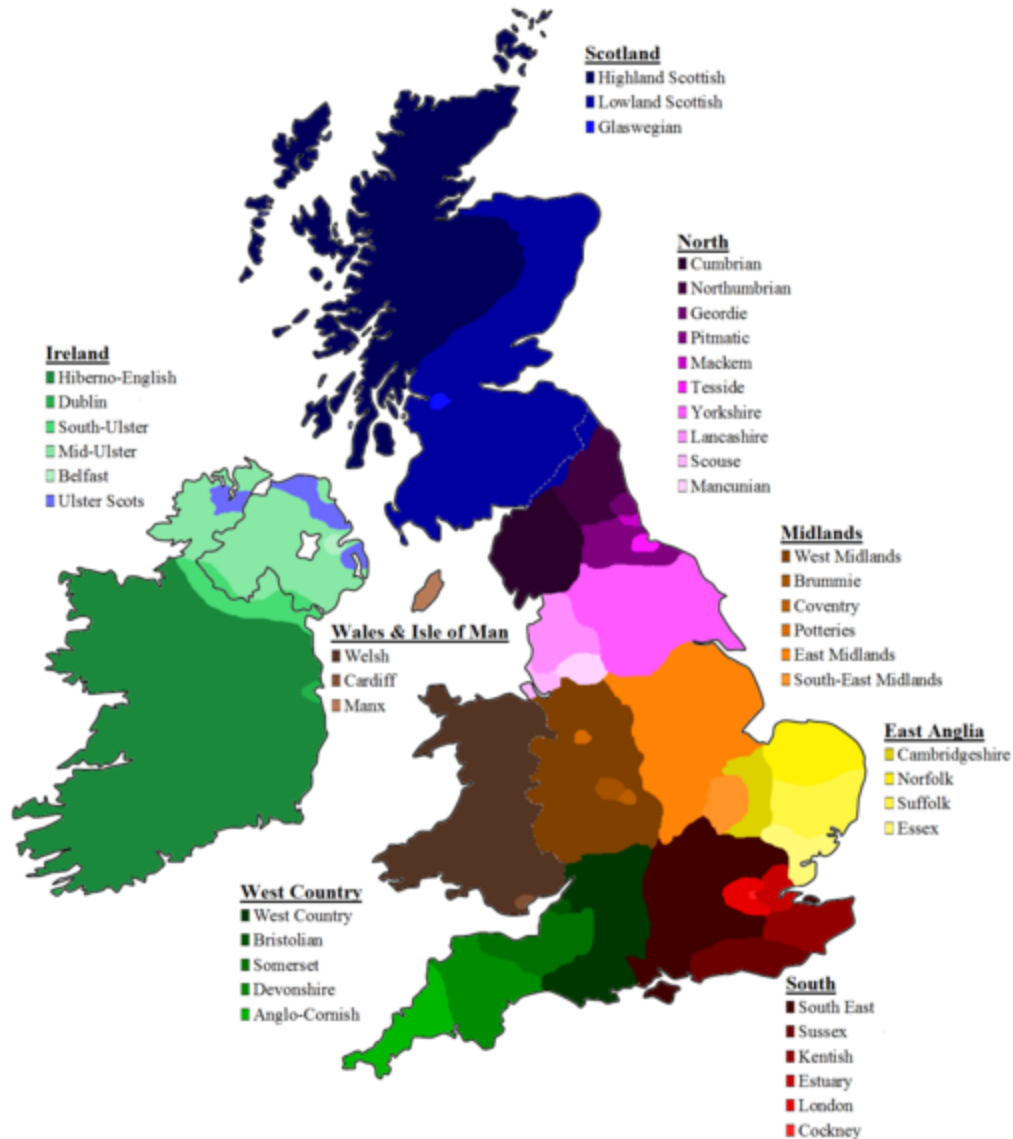 Scotland
Highland Scottish
Lowland Scottish
Glaswegian
North
Cumbrian
Northumbrian
Geordie
Pitmatic
Mackem
Tesside
Yorkshire
Lancashire
Scouse
Mancunian
Ireland
Hiberno-English
Dublin
South-Ulster
Mid-Ulster
Belfast
Ulster Scots
Midlands
West Midlands
Brummie
Coventry
Potteries
East Midlands
South-East Midlands
Wales & Isle of Man
Welsh
Cardiff
Manx
East Anglia
Cambridgeshire
Norfolk
Suffolk
Essex
West Country
West Country
Bristolian
Somerset
Devonshire
Anglo-Cornish
South
South East
Sussex
Kentish
Estuary
London
Cockney